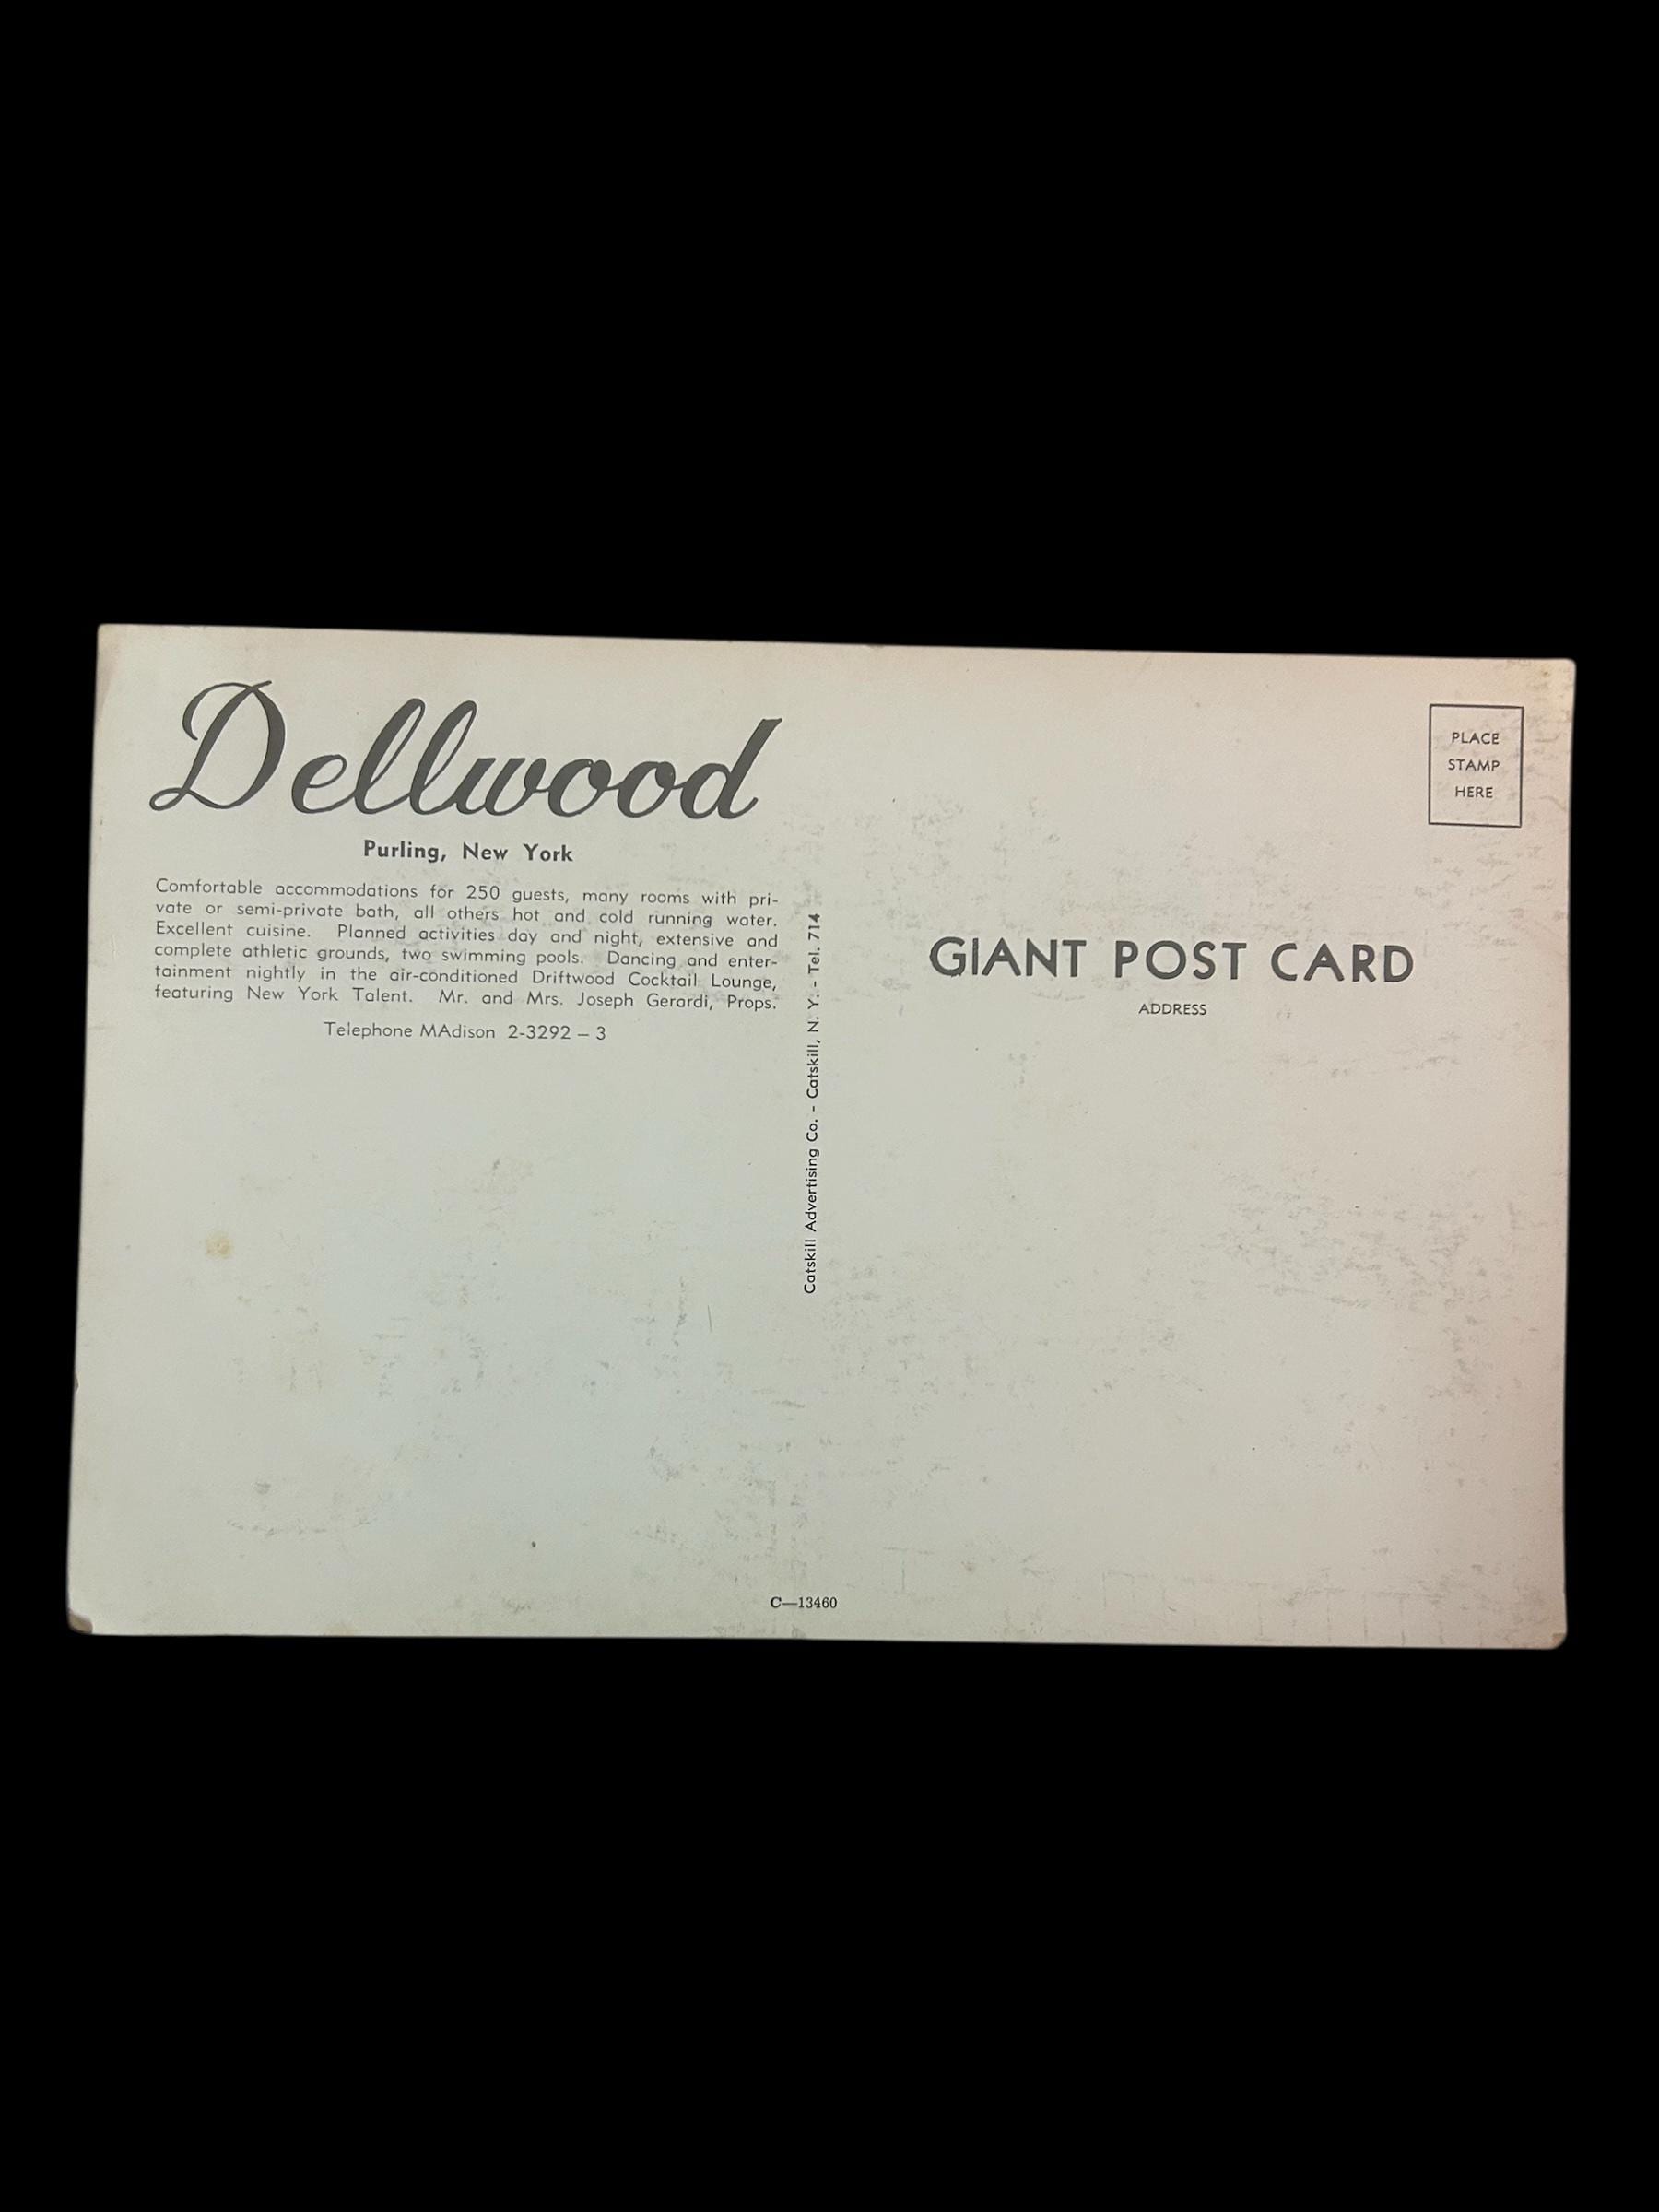 Dellwood
Purling, New York
Comfortable accommodations for 250 guests, many rooms with pri-
vate or semi-private bath, all others hot and cold running water.
Excellent cuisine. Planned activities day and night, extensive and
complete athletic grounds, two swimming pools. Dancing and enter-
tainment nightly in the air-conditioned Driftwood Cocktail Lounge,
featuring New York Talent. Mr. and Mrs. Joseph Gerardi, Props.
Telephone MAdison 2-3292 – 3
Catskill Advertising Co. - Catskill, N. Y. - Tel. 714
PLACE
STAMP
HERE
GIANT POST CARD
ADDRESS
C—13460